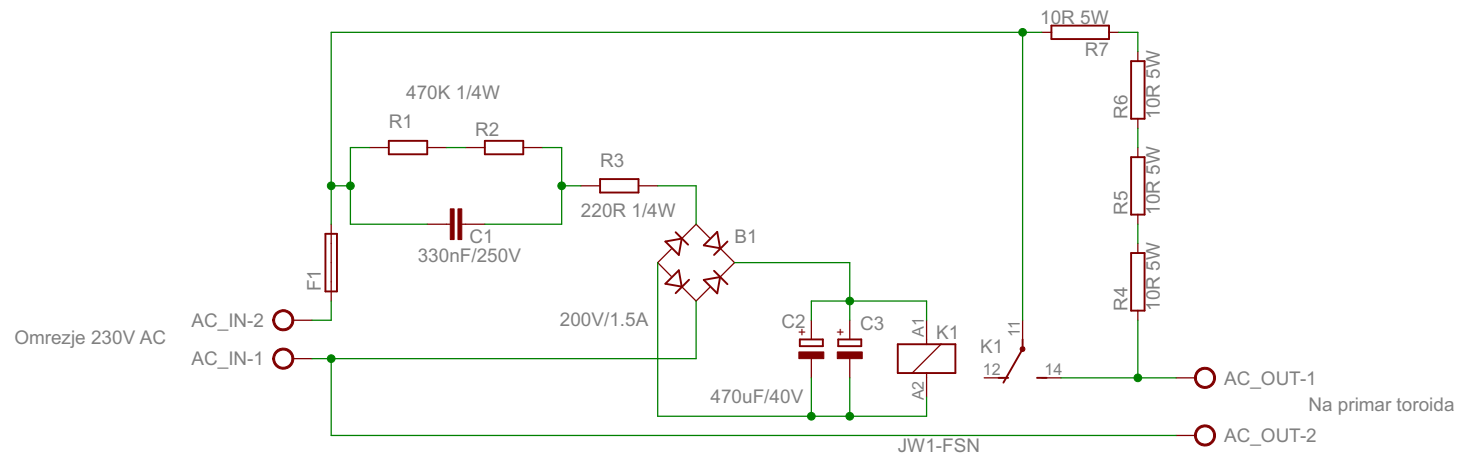 10R 5W
R7
R6
10R 5W
470K 1/4W
R1
R2
R3
220R 1/4W
R5
10R 5W
C1
330nF/250V
B1
F1
R4
10R 5W
AC_IN-2
Omrezje 230V AC
AC_IN-1
200V/1.5A
C2
+
+
C3
A1
K1
A2
K1
11
12
14
470uF/40V
AC_OUT-1
Na primar toroida
AC_OUT-2
JW1-FSN